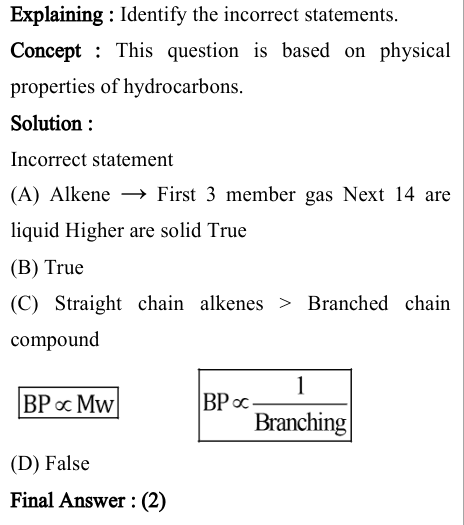 Explaining : Identify the incorrect statements.
Concept : This question is based on physical
properties of hydrocarbons.
Solution :
Incorrect statement
(A) Alkene → First 3 member gas Next 14 are
liquid Higher are solid True
(B) True
(C) Straight chain alkenes > Branched chain
compound
BP ∝ Mw
BP ∝ 1/Branching
(D) False
Final Answer : (2)